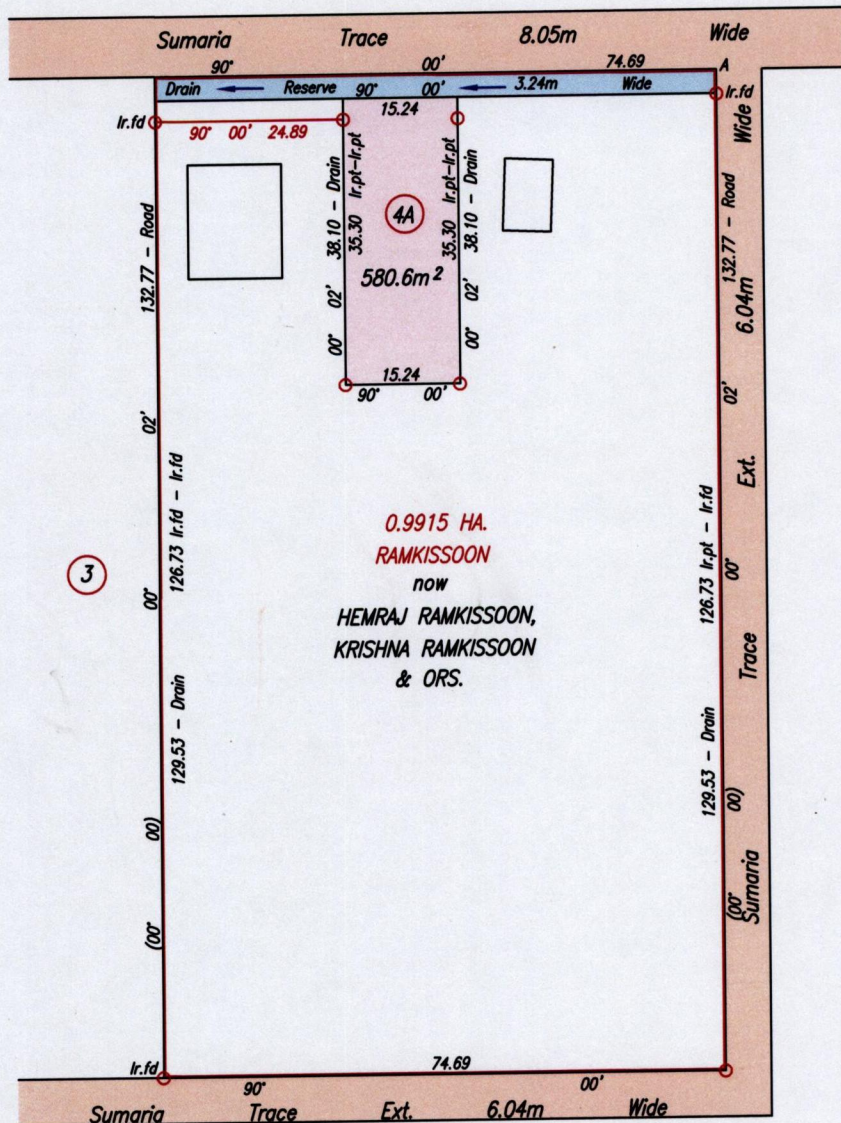 Sumaria Trace 8.05m Wide
90° 00' 74.69 A
Drain Reserve 90° 00' 3.24m Wide
Ir.fd
15.24
Ir.fd
90° 00' 24.89
132.77 - Road
02'
126.73 Ir.fd - Ir.fd
00°
129.53 - Drain
00)
(00°
3
38.10 - Drain
35.30 Ir.pt-Ir.pt
00° 02'
4A
580.6m²
35.30 Ir.pt-Ir.pt
38.10 - Drain
00° 02'
15.24
90° 00'
0.9915 HA.
RAMKISSOON
now
HEMRAJ RAMKISSOON,
KRISHNA RAMKISSOON
& ORS.
132.77 - Road
02'
126.73 Ir.pt - Ir.fd
00°
129.53 - Drain
00)
(00°
Sumaria Trace Ext. 6.04m Wide
Ir.fd
74.69
90° 00'
Sumaria Trace Ext. 6.04m Wide